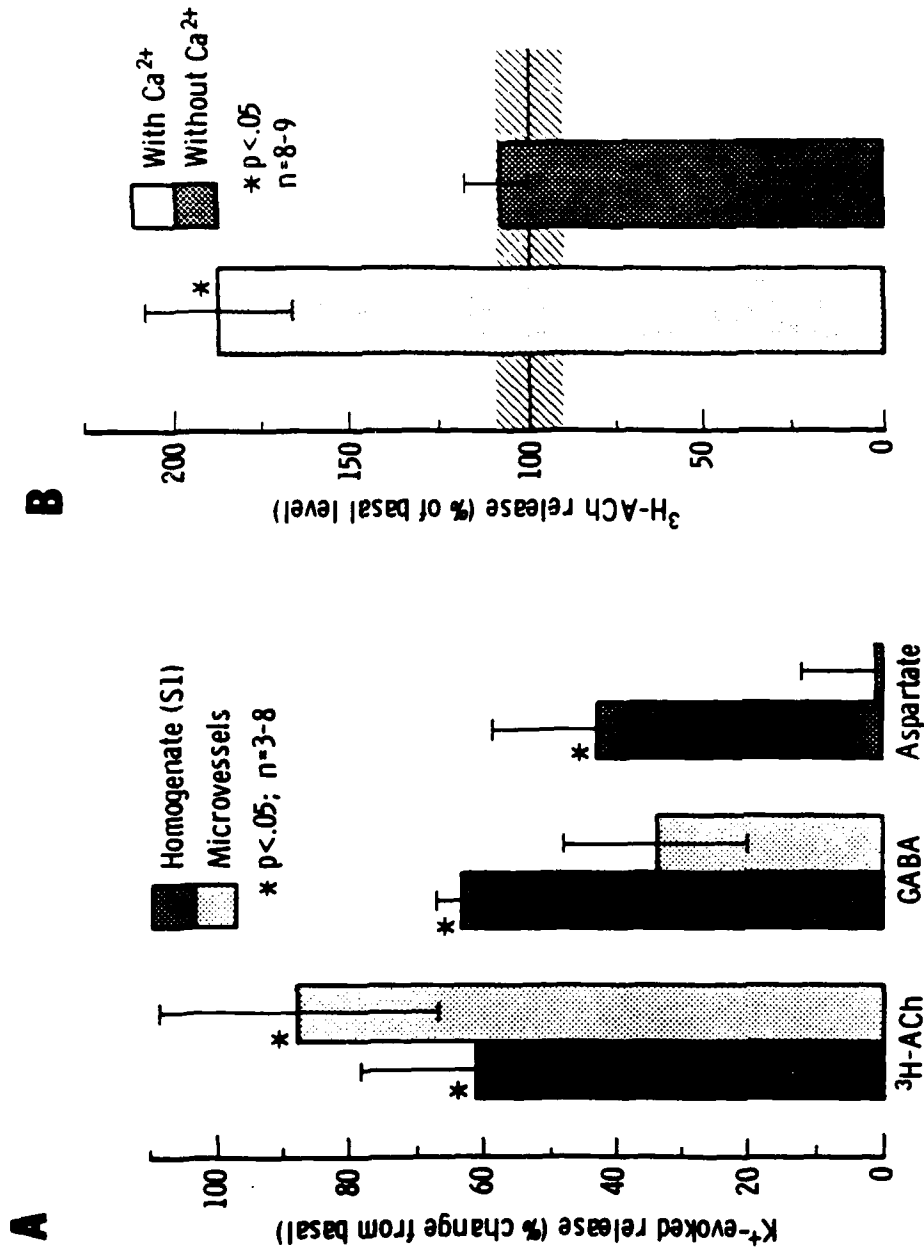 A
K⁺-evoked release (% change from basal)
100
80
60
40
20
0
Homogenate (S1)
Microvessels
* p<.05; n=3-8
*
*
*
*
³H-ACh
GABA
Aspartate
B
³H-ACh release (% of basal level)
200
150
100
50
0
With Ca²⁺
Without Ca²⁺
* p<.05
n=8-9
*